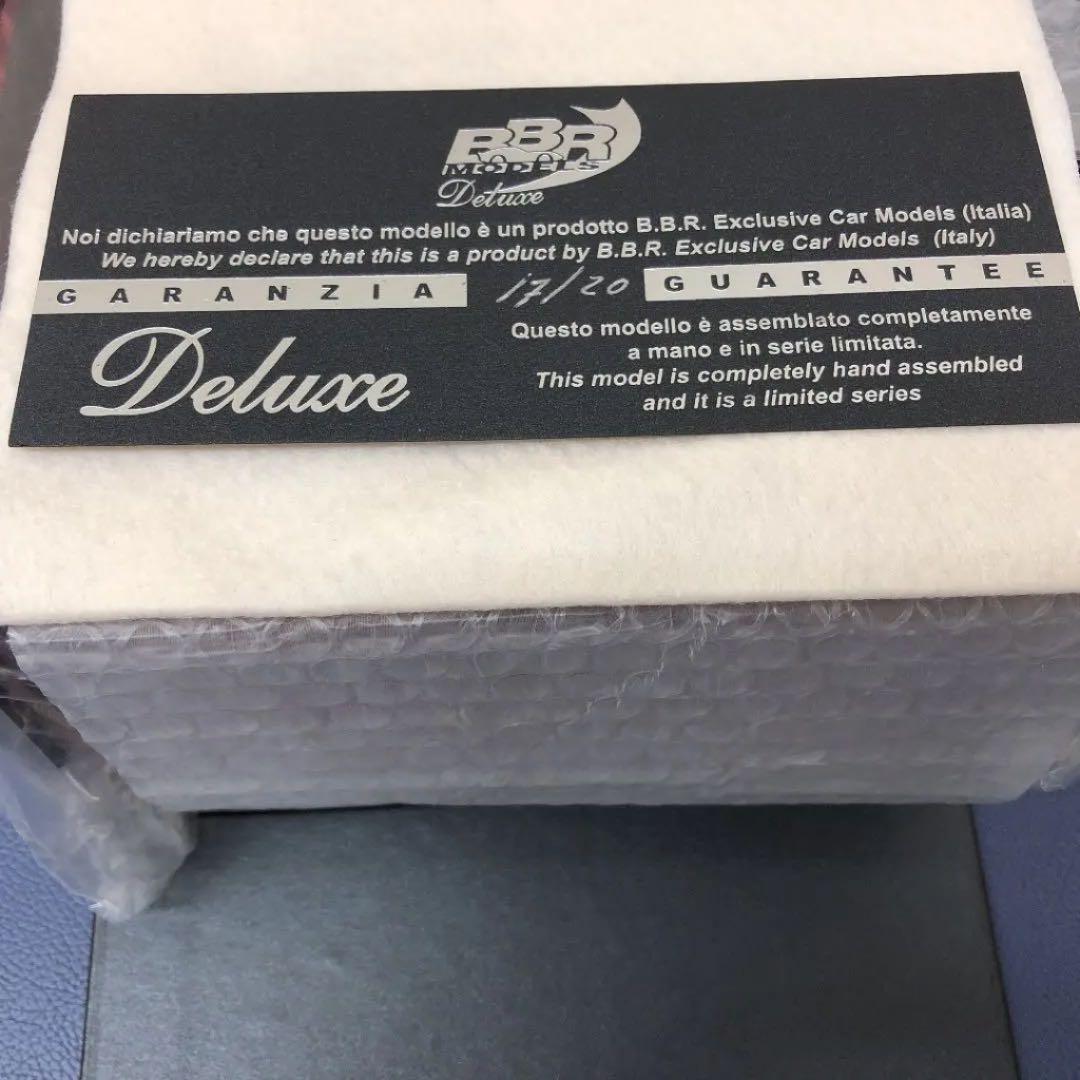 BBR
MODELS
Deluxe
Noi dichiariamo che questo modello è un prodotto B.B.R. Exclusive Car Models (Italia)
We hereby declare that this is a product by B.B.R. Exclusive Car Models (Italy)
GARANZIA 17/20 GUARANTEE
Deluxe
Questo modello è assemblato completamente
a mano e in serie limitata.
This model is completely hand assembled
and it is a limited series